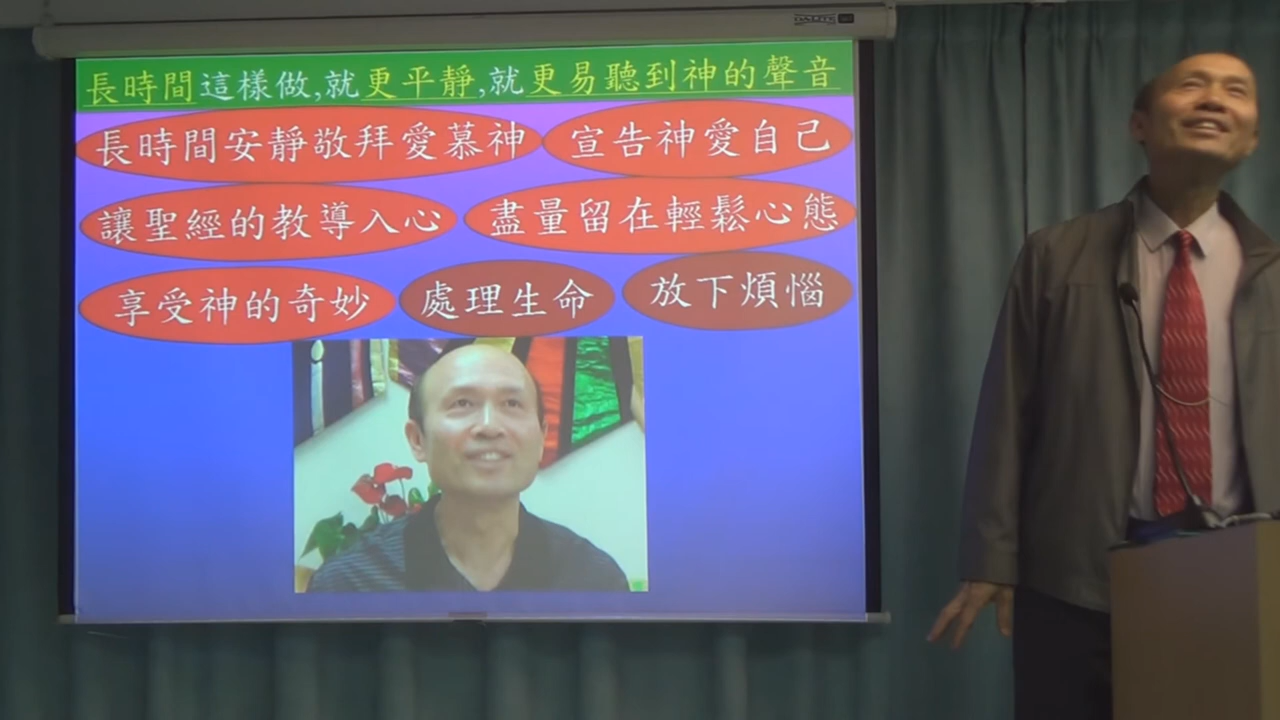 DALITE
長時間這樣做,就更平靜,就更易聽到神的聲音
長時間安靜敬拜愛慕神 宣告神愛自己
讓聖經的教導入心 盡量留在輕鬆心態
享受神的奇妙 處理生命 放下煩惱